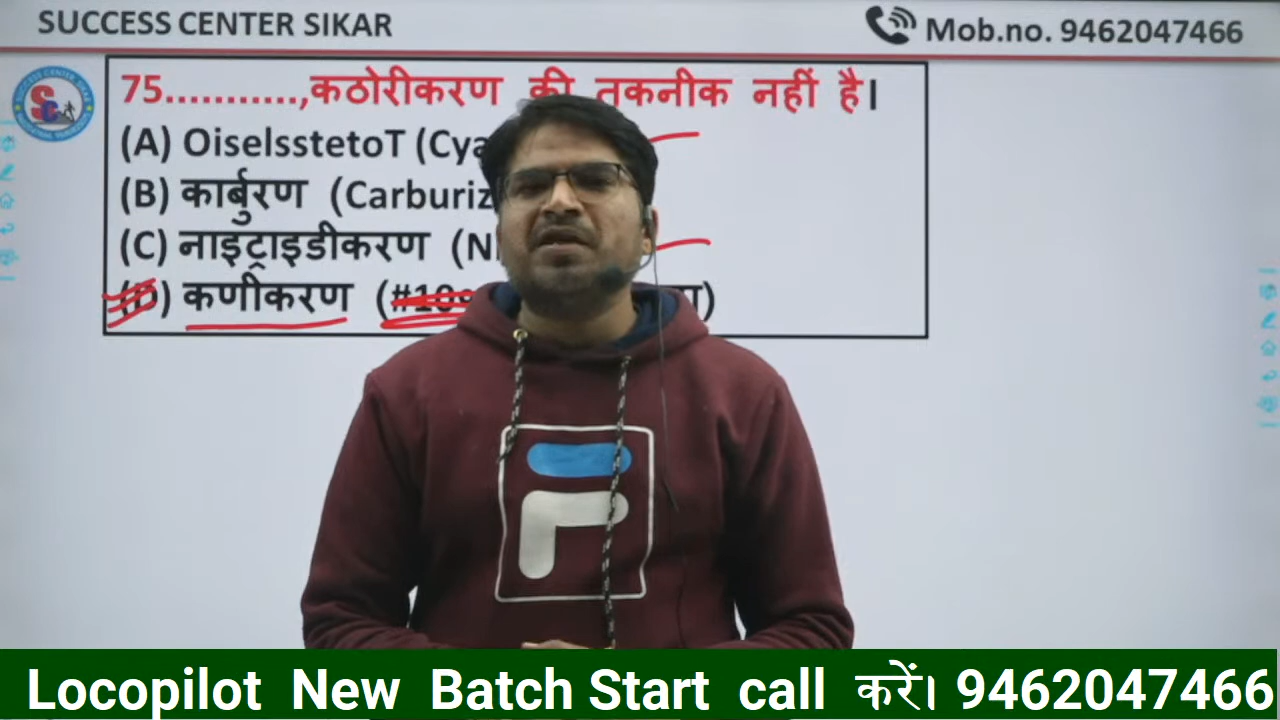 SUCCESS CENTER SIKAR
Mob.no. 9462047466
75...........,कठोरीकरण की तकनीक नहीं है।
(A) OiselsstetoT (Cya
(B) कार्बुरण (Carburiz
(C) नाइट्राइडीकरण (
(D) कणीकरण (#10
Locopilot New Batch Start call करें। 9462047466